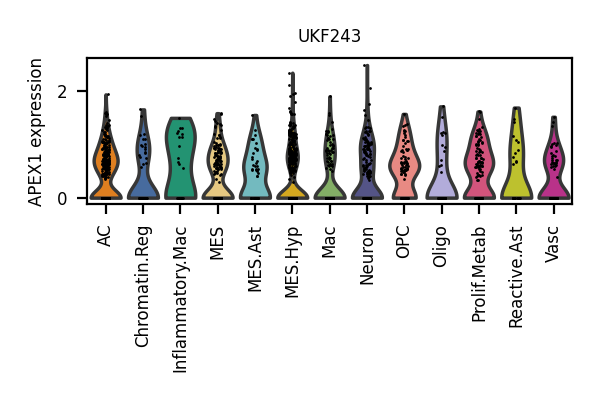 UKF243
APEX1 expression
2
0
AC
Chromatin.Reg
Inflammatory.Mac
MES
MES.Ast
MES.Hyp
Mac
Neuron
OPC
Oligo
Prolif.Metab
Reactive.Ast
Vasc